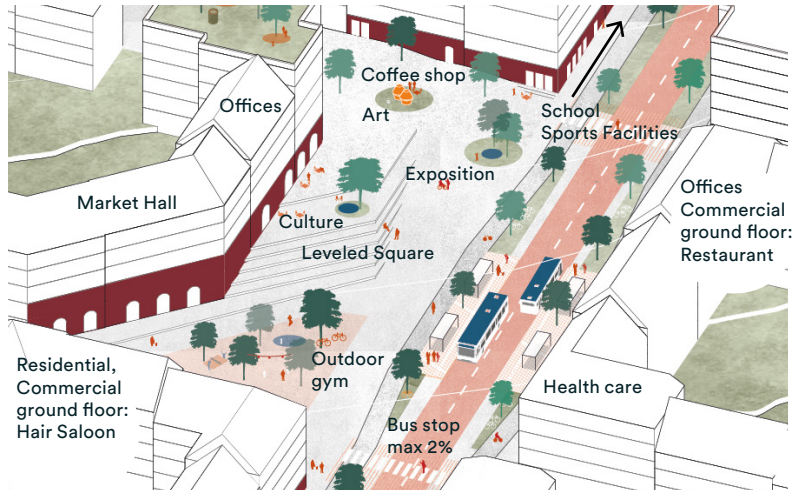 Coffee shop
Art
Offices
School
Sports Facilities
Exposition
Market Hall
Culture
Leveled Square
Offices
Commercial
ground floor:
Restaurant
Outdoor
gym
Residential,
Commercial
ground floor:
Hair Saloon
Health care
Bus stop
max 2%